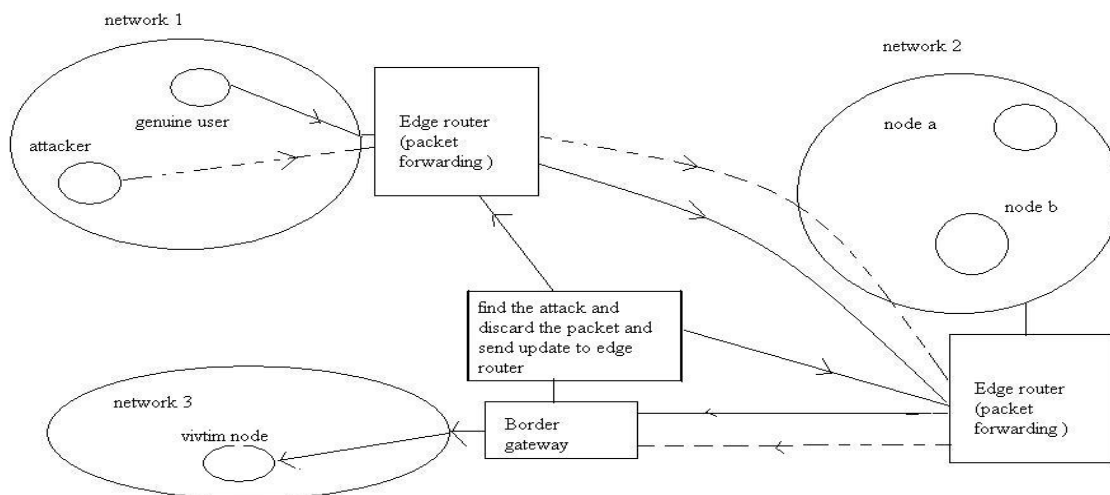 network 1
genuine user
attacker
Edge router
(packet
forwarding )
network 2
node a
node b
find the attack and
discard the packet and
send update to edge
router
Edge router
(packet
forwarding )
network 3
vivtim node
Border
gateway